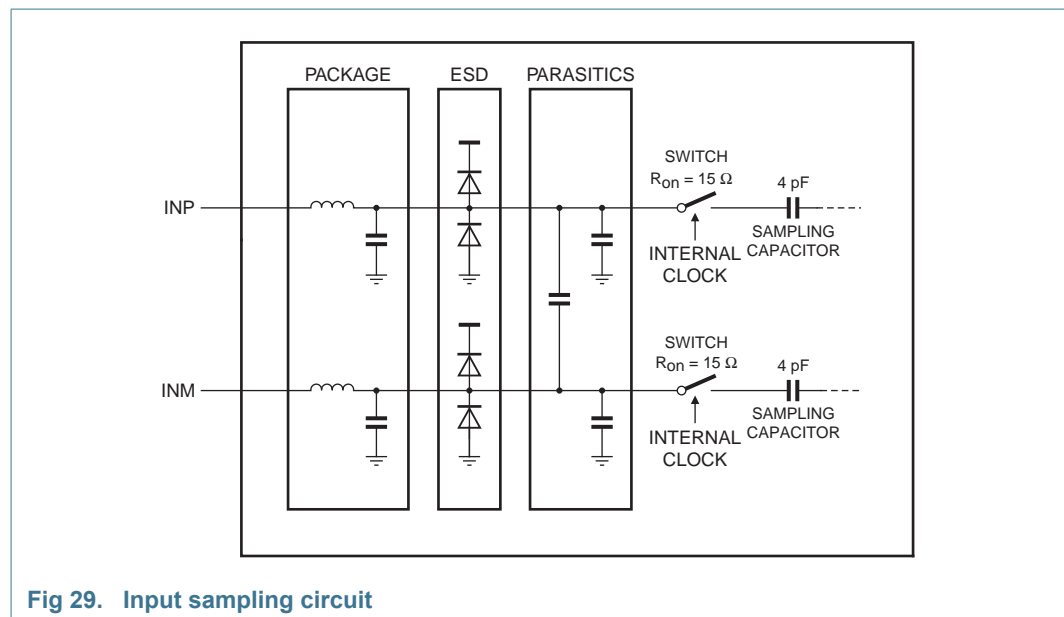 PACKAGE
ESD
PARASITICS
SWITCH
Ron = 15 Ω
4 pF
INP
SAMPLING
CAPACITOR
INTERNAL
CLOCK
SWITCH
Ron = 15 Ω
4 pF
INM
SAMPLING
CAPACITOR
INTERNAL
CLOCK
Fig 29. Input sampling circuit